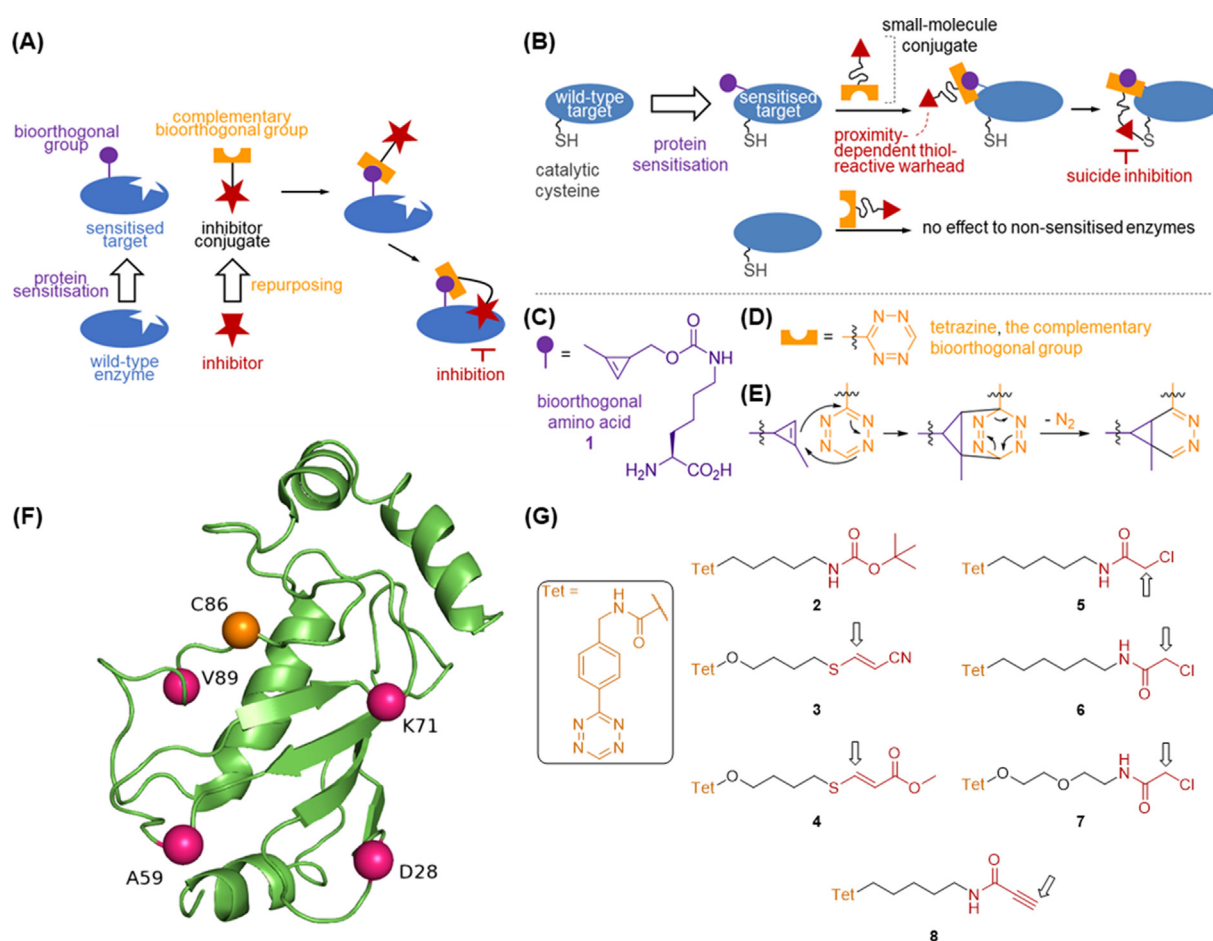 (A)
bioorthogonal
group
complementary
bioorthogonal group
sensitised
target
inhibitor
conjugate
protein
sensitisation
repurposing
wild-type
enzyme
inhibitor
inhibition
(B)
small-molecule
conjugate
wild-type
target
SH
catalytic
cysteine
protein
sensitisation
sensitised
target
SH
proximity-
dependent thiol-
reactive warhead
SH
S
suicide inhibition
SH
no effect to non-sensitised enzymes
(C)
=
O
O
NH
bioorthogonal
amino acid
1
H2N
CO2H
(D)
=
N
N
N
N
tetrazine, the complementary
bioorthogonal group
(E)
N
N
N
N
N
N
N
N
- N2
N
N
(F)
C86
V89
K71
A59
D28
(G)
Tet =
H
N
O
N
N
N
N
Tet
N
H
O
O
2
Tet
O
S
CN
3
Tet
O
S
O
O
4
Tet
N
H
O
Cl
5
Tet
H
N
O
Cl
6
Tet
O
O
H
N
O
Cl
7
Tet
N
H
O
8